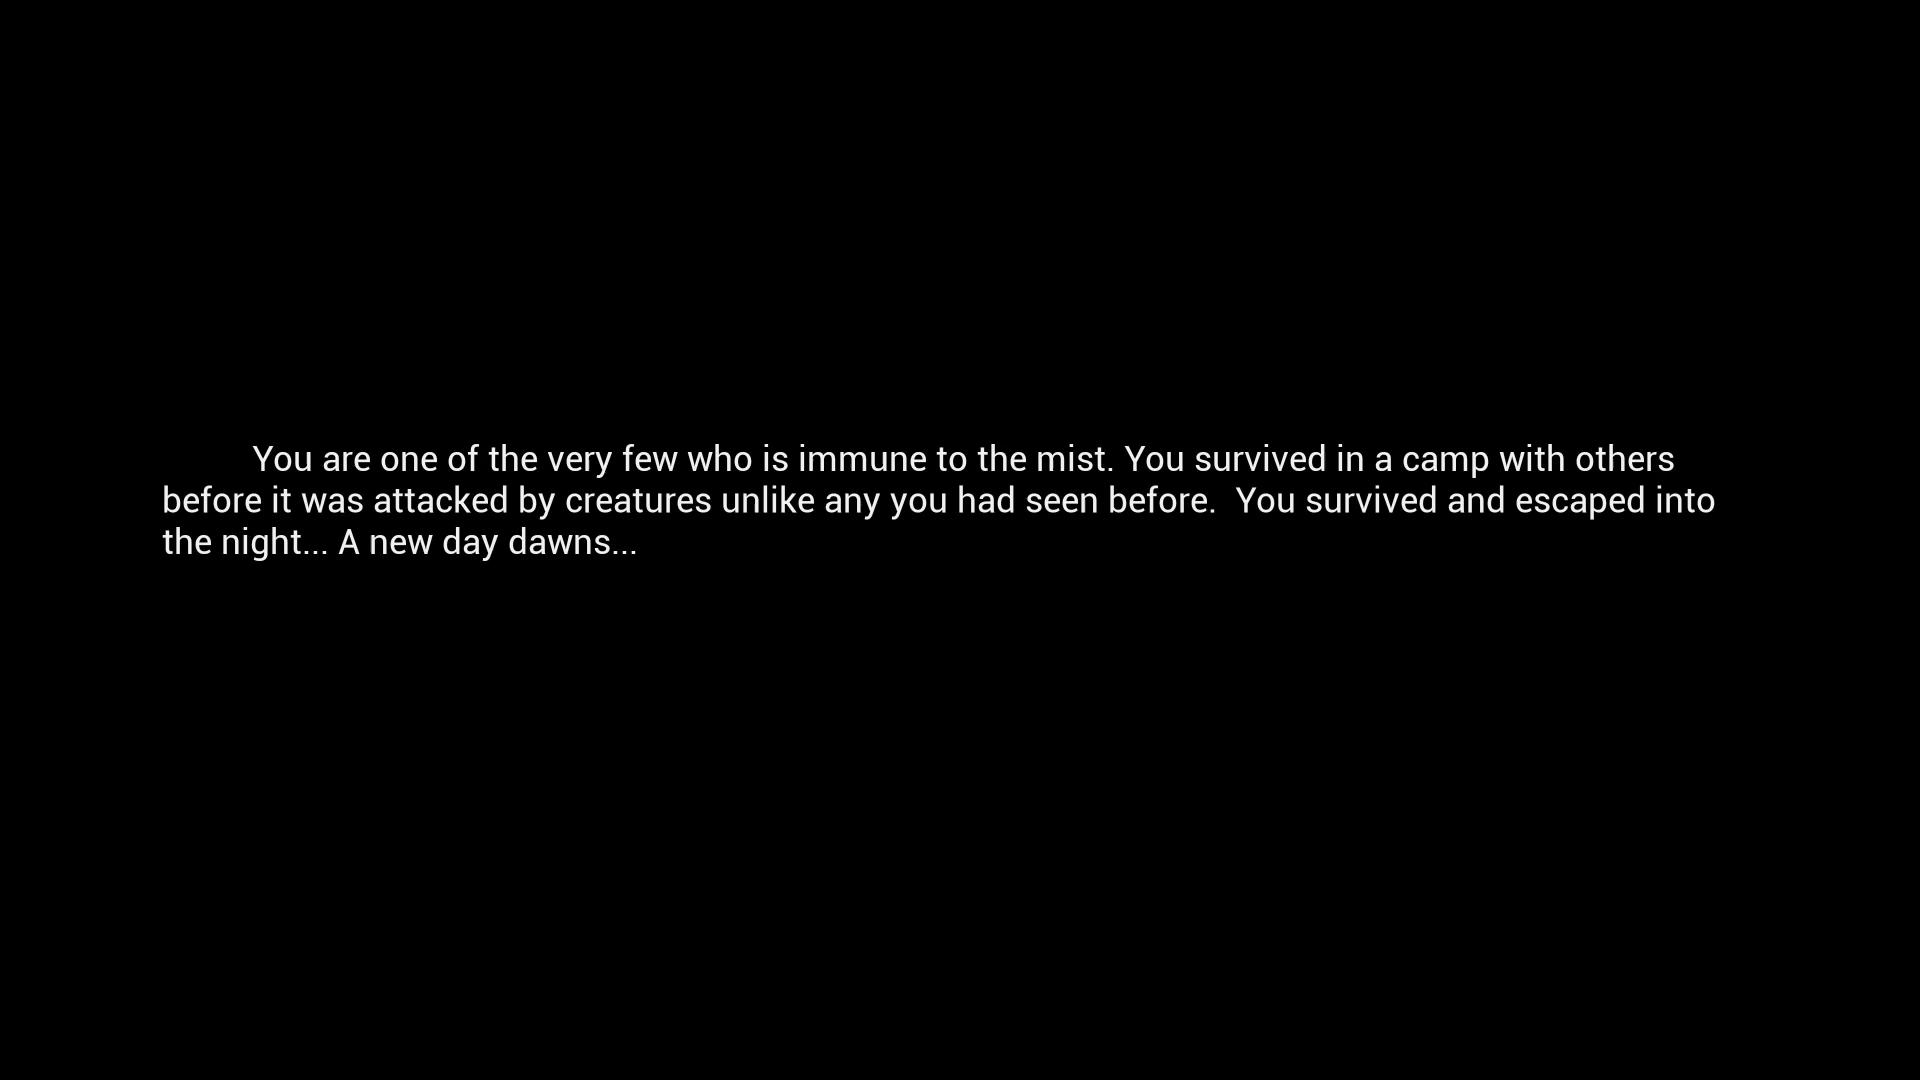 You are one of the very few who is immune to the mist. You survived in a camp with others
before it was attacked by creatures unlike any you had seen before.  You survived and escaped into
the night... A new day dawns...